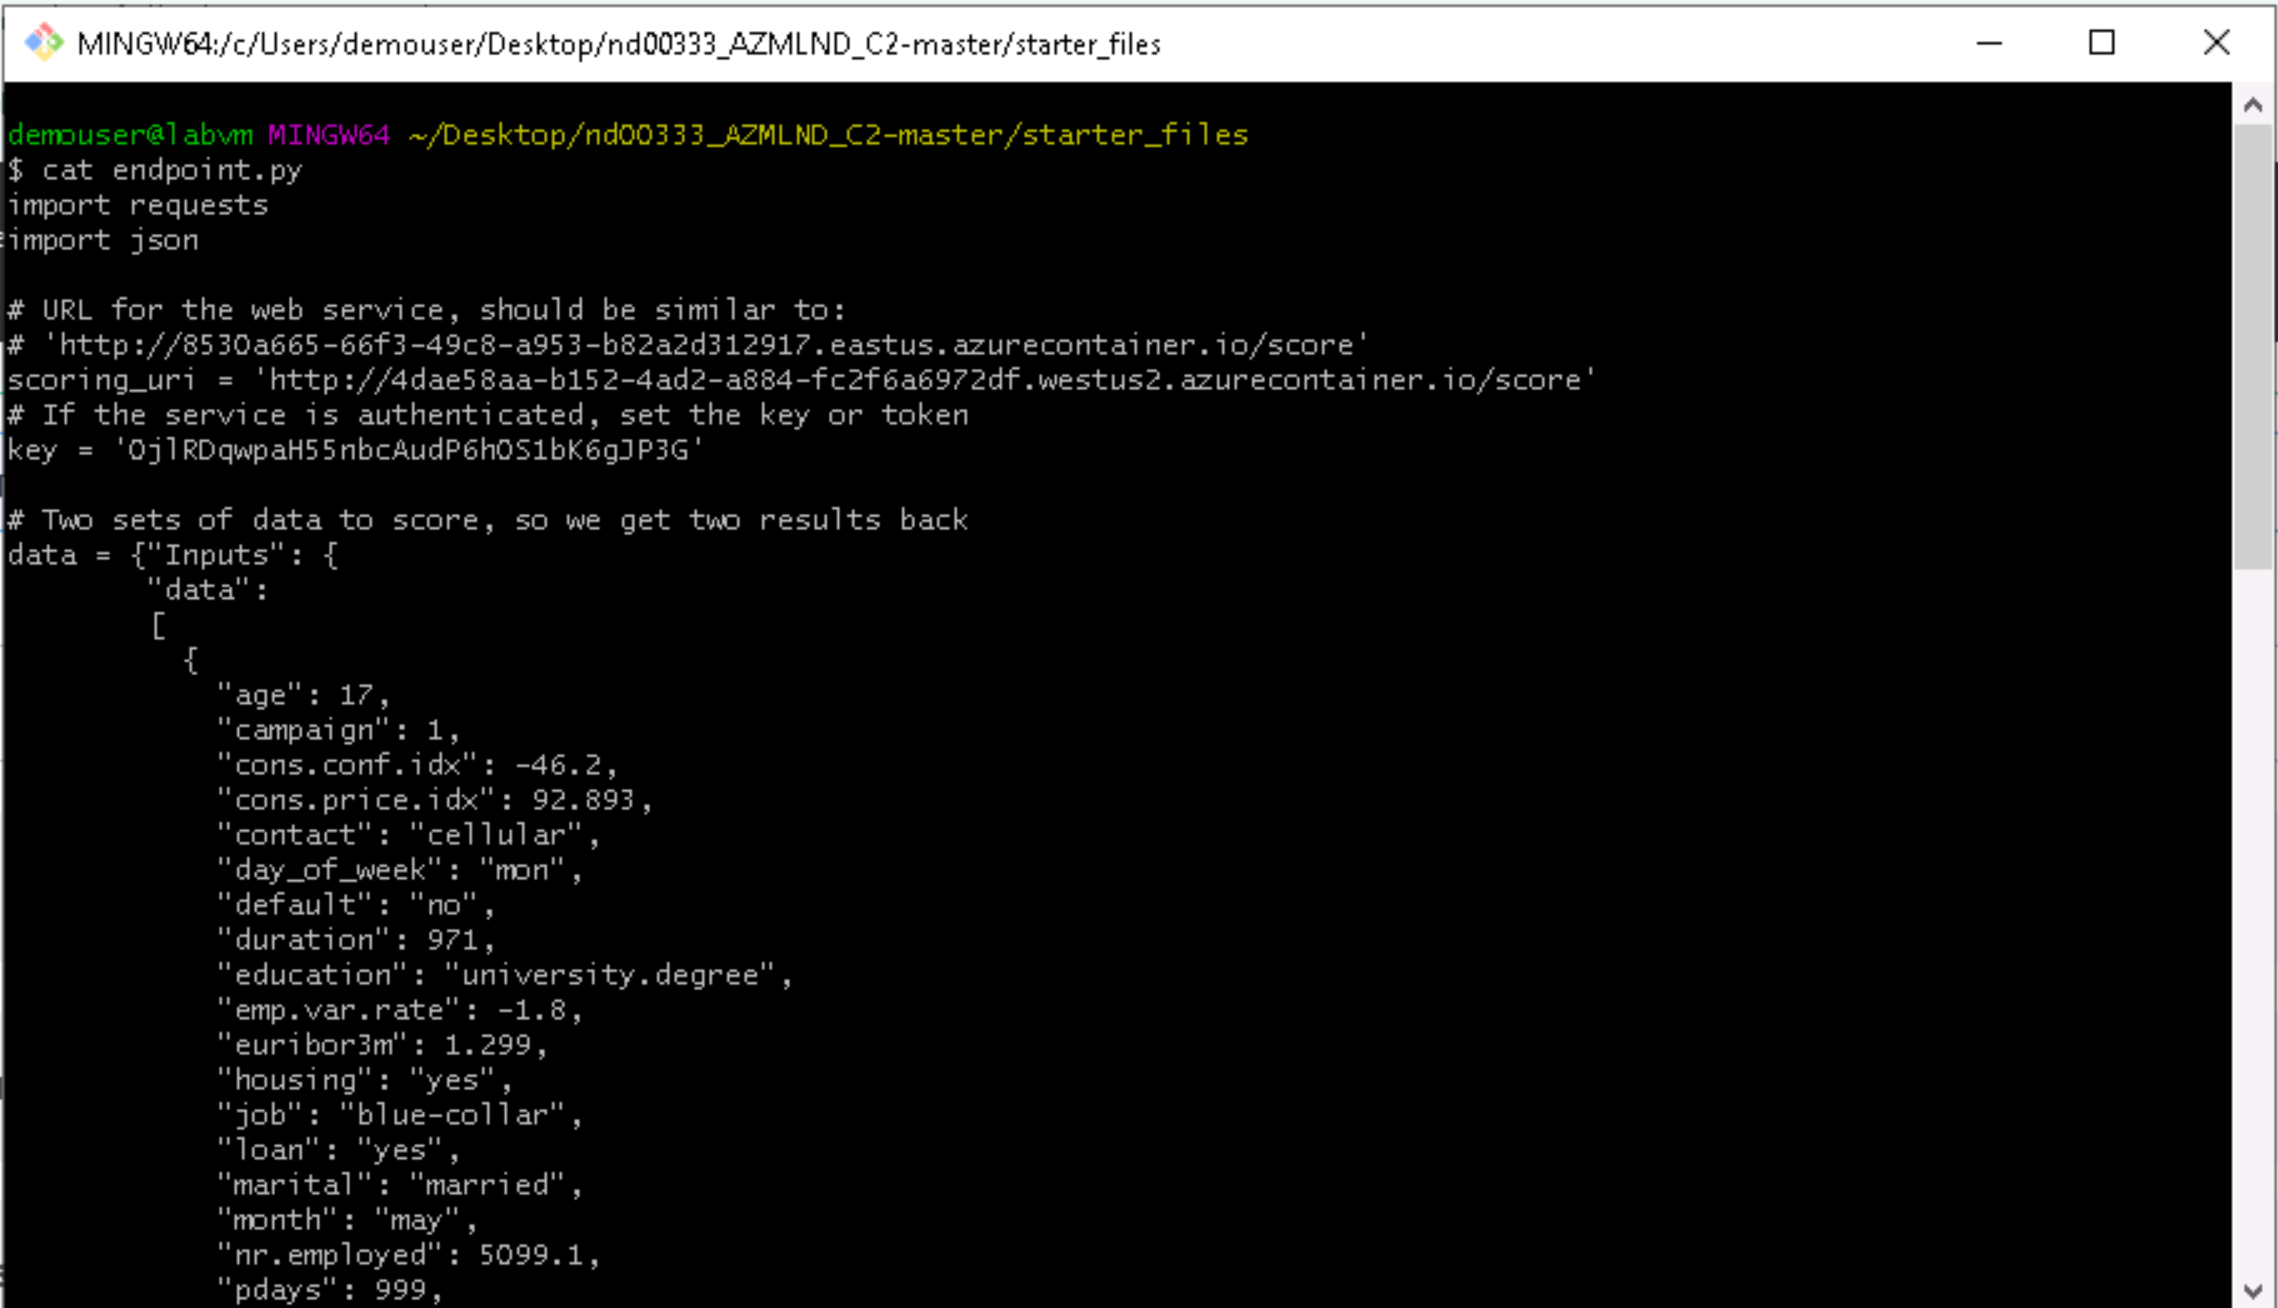 MINGW64:/c/Users/demouser/Desktop/nd00333_AZMLND_C2-master/starter_files
demouser@labvm MINGW64 ~/Desktop/nd00333_AZMLND_C2-master/starter_files
$ cat endpoint.py
import requests
import json

# URL for the web service, should be similar to:
# 'http://8530a665-66f3-49c8-a953-b82a2d312917.eastus.azurecontainer.io/score'
scoring_uri = 'http://4dae58aa-b152-4ad2-a884-fc2f6a6972df.westus2.azurecontainer.io/score'
# If the service is authenticated, set the key or token
key = 'OjlRDqwpaH55nbcAudP6hOS1bK6gJP3G'

# Two sets of data to score, so we get two results back
data = {"Inputs": {
        "data":
        [
          {
            "age": 17,
            "campaign": 1,
            "cons.conf.idx": -46.2,
            "cons.price.idx": 92.893,
            "contact": "cellular",
            "day_of_week": "mon",
            "default": "no",
            "duration": 971,
            "education": "university.degree",
            "emp.var.rate": -1.8,
            "euribor3m": 1.299,
            "housing": "yes",
            "job": "blue-collar",
            "loan": "yes",
            "marital": "married",
            "month": "may",
            "nr.employed": 5099.1,
            "pdays": 999,